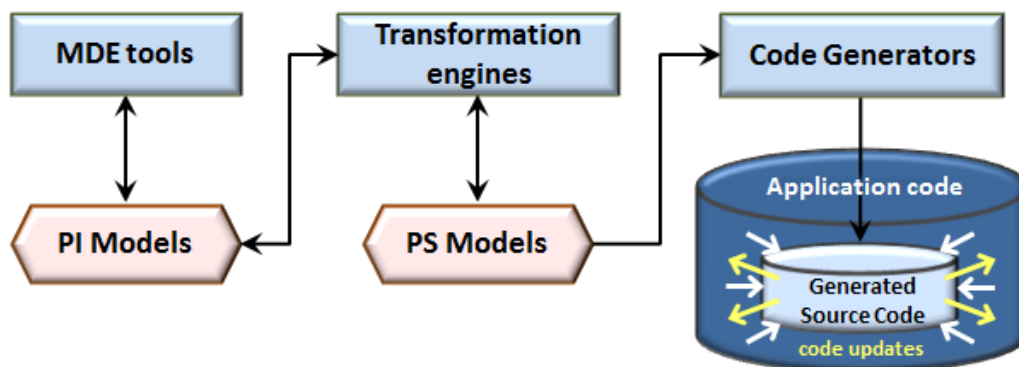 MDE tools
Transformation
engines
Code Generators
PI Models
PS Models
Application code
Generated
Source Code
code updates